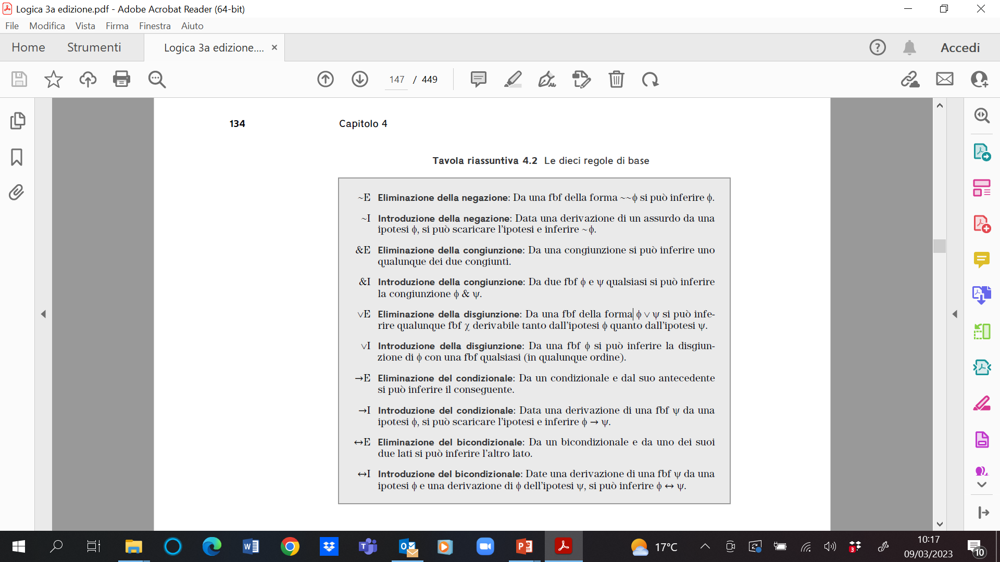 Logica 3a edizione.pdf - Adobe Acrobat Reader (64-bit)
File Modifica Vista Firma Finestra Aiuto
Home Strumenti Logica 3a edizione.... × Accedi
147 / 449
134 Capitolo 4
Tavola riassuntiva 4.2 Le dieci regole di base
~E Eliminazione della negazione: Da una fbf della forma ~~ϕ si può inferire ϕ.
~I Introduzione della negazione: Data una derivazione di un assurdo da una
ipotesi ϕ, si può scaricare l'ipotesi e inferire ~ϕ.
&E Eliminazione della congiunzione: Da una congiunzione si può inferire uno
qualunque dei due congiunti.
&I Introduzione della congiunzione: Da due fbf ϕ e ψ qualsiasi si può inferire
la congiunzione ϕ & ψ.
∨E Eliminazione della disgiunzione: Da una fbf della forma ϕ ∨ ψ si può infe-
rire qualunque fbf χ derivabile tanto dall'ipotesi ϕ quanto dall'ipotesi ψ.
∨I Introduzione della disgiunzione: Da una fbf ϕ si può inferire la disgiun-
zione di ϕ con una fbf qualsiasi (in qualunque ordine).
→E Eliminazione del condizionale: Da un condizionale e dal suo antecedente
si può inferire il conseguente.
→I Introduzione del condizionale: Data una derivazione di una fbf ψ da una
ipotesi ϕ, si può scaricare l'ipotesi e inferire ϕ → ψ.
↔E Eliminazione del bicondizionale: Da un bicondizionale e da uno dei suoi
due lati si può inferire l'altro lato.
↔I Introduzione del bicondizionale: Date una derivazione di una fbf ψ da una
ipotesi ϕ e una derivazione di ϕ dell'ipotesi ψ, si può inferire ϕ ↔ ψ.
17°C
3
10:17
09/03/2023
10